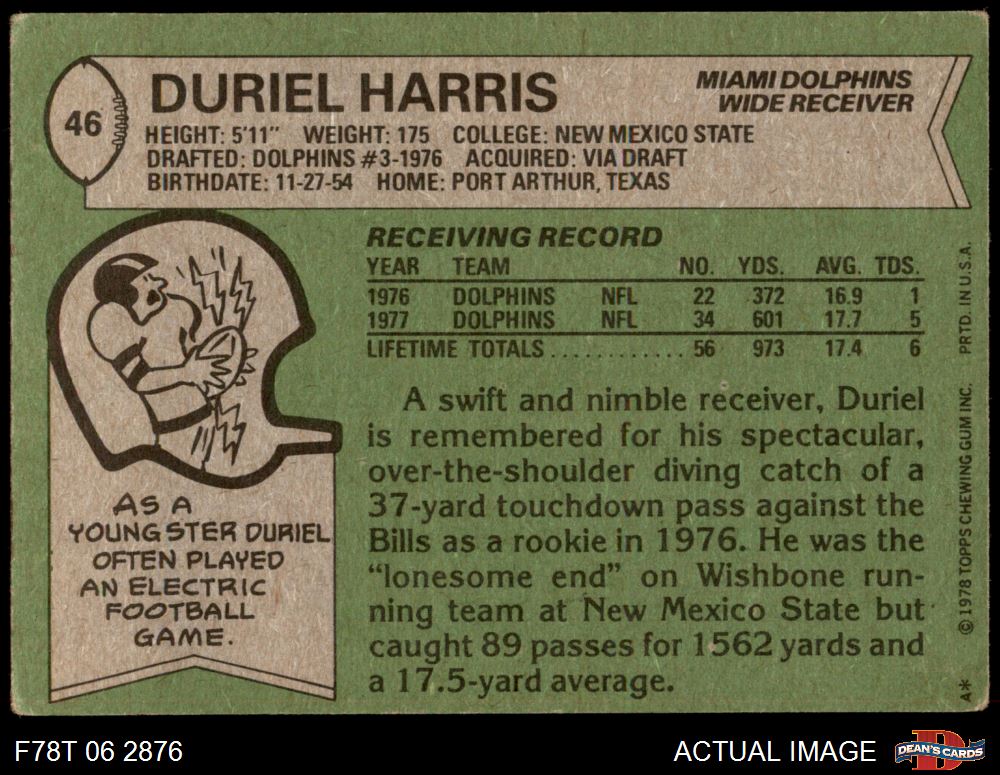 46
DURIEL HARRIS
MIAMI DOLPHINS
WIDE RECEIVER
HEIGHT: 5'11" WEIGHT: 175 COLLEGE: NEW MEXICO STATE
DRAFTED: DOLPHINS #3-1976 ACQUIRED: VIA DRAFT
BIRTHDATE: 11-27-54 HOME: PORT ARTHUR, TEXAS
RECEIVING RECORD
YEAR TEAM NO. YDS. AVG. TDS.
1976 DOLPHINS NFL 22 372 16.9 1
1977 DOLPHINS NFL 34 601 17.7 5
LIFETIME TOTALS............ 56 973 17.4 6
A swift and nimble receiver, Duriel
is remembered for his spectacular,
over-the-shoulder diving catch of a
37-yard touchdown pass against the
Bills as a rookie in 1976. He was the
"lonesome end" on Wishbone run-
ning team at New Mexico State but
caught 89 passes for 1562 yards and
a 17.5-yard average.
AS A
YOUNGSTER DURIEL
OFTEN PLAYED
AN ELECTRIC
FOOTBALL
GAME.
A* © 1978 TOPPS CHEWING GUM INC. PRTD. IN U.S.A.
F78T 06 2876
ACTUAL IMAGE
DEAN'S CARDS